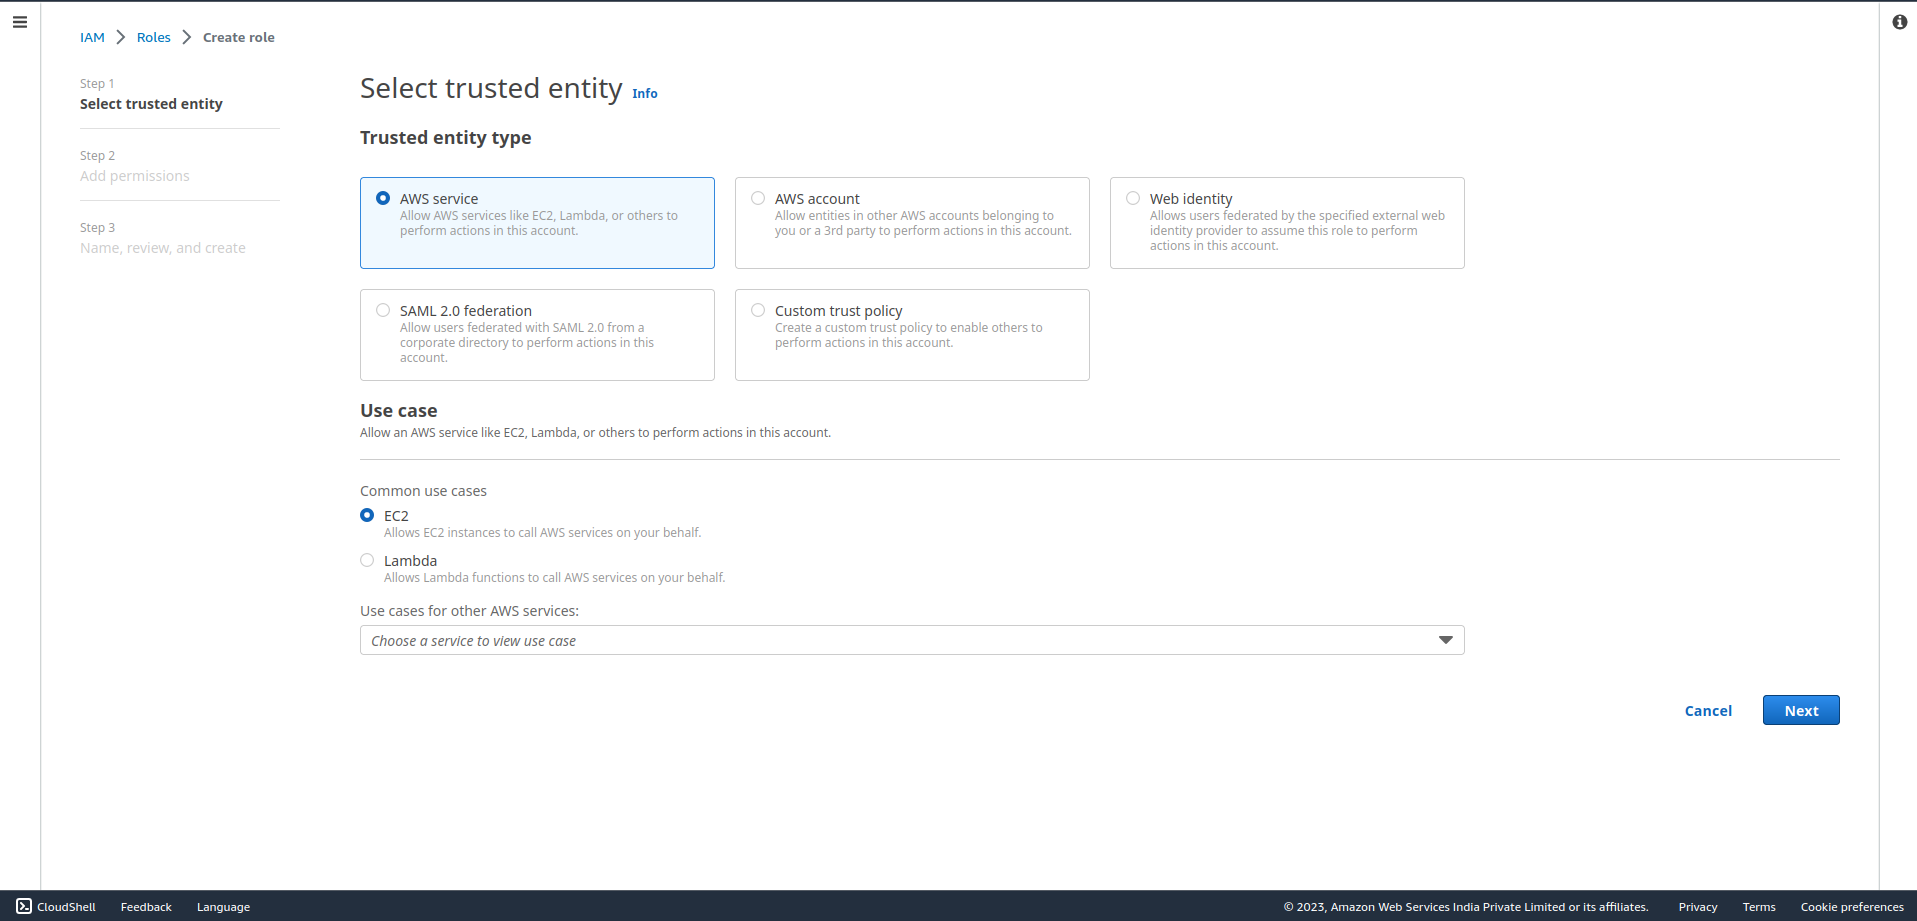 IAM > Roles > Create role
Step 1
Select trusted entity
Step 2
Add permissions
Step 3
Name, review, and create
Select trusted entity Info
Trusted entity type
AWS service
Allow AWS services like EC2, Lambda, or others to
perform actions in this account.
AWS account
Allow entities in other AWS accounts belonging to
you or a 3rd party to perform actions in this account.
Web identity
Allows users federated by the specified external web
identity provider to assume this role to perform
actions in this account.
SAML 2.0 federation
Allow users federated with SAML 2.0 from a
corporate directory to perform actions in this
account.
Custom trust policy
Create a custom trust policy to enable others to
perform actions in this account.
Use case
Allow an AWS service like EC2, Lambda, or others to perform actions in this account.
Common use cases
EC2
Allows EC2 instances to call AWS services on your behalf.
Lambda
Allows Lambda functions to call AWS services on your behalf.
Use cases for other AWS services:
Choose a service to view use case
Cancel Next
CloudShell Feedback Language © 2023, Amazon Web Services India Private Limited or its affiliates. Privacy Terms Cookie preferences